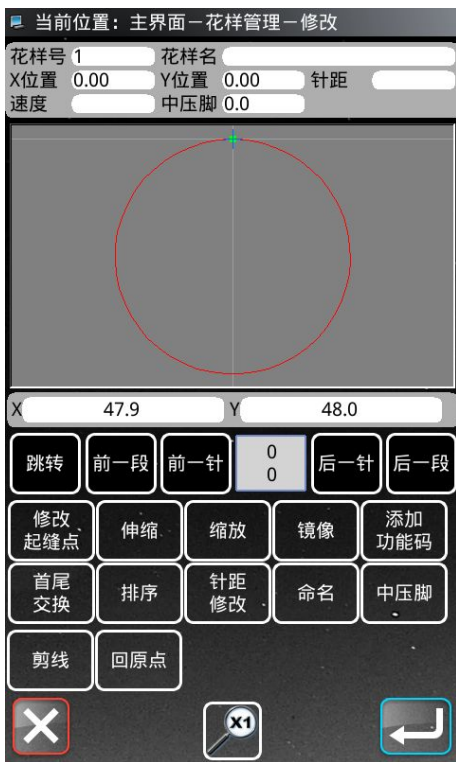 当前位置：主界面－花样管理－修改
花样号 1 花样名
X位置 0.00 Y位置 0.00 针距
速度 中压脚 0.0
X 47.9 Y 48.0
跳转 前一段 前一针 0 后一针 后一段
0
修改 伸缩 缩放 镜像 添加
起缝点 功能码
首尾 排序 针距 命名 中压脚
交换 修改
剪线 回原点
X1